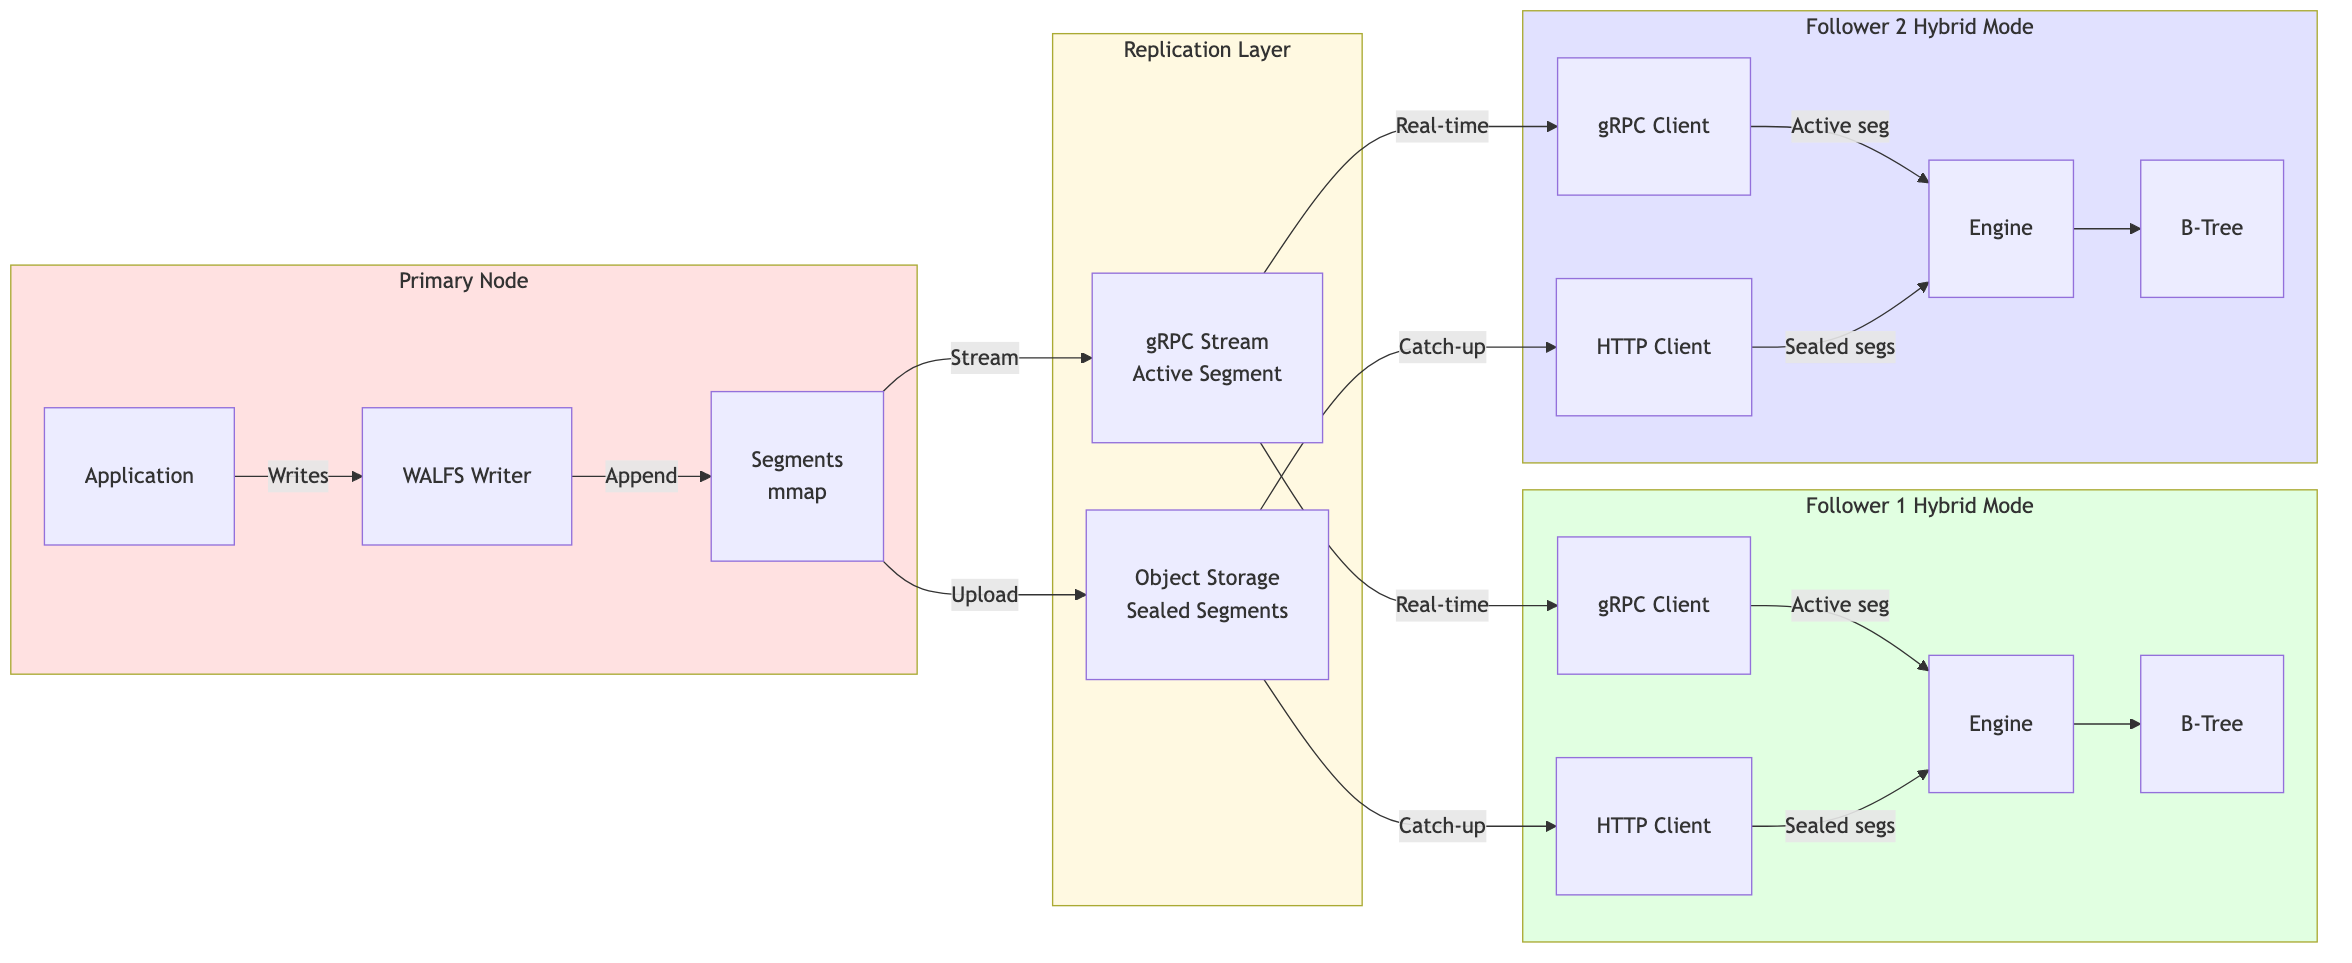 Primary Node
Application
Writes
WALFS Writer
Append
Segments
mmap
Stream
Upload
Replication Layer
gRPC Stream
Active Segment
Object Storage
Sealed Segments
Real-time
Catch-up
Real-time
Catch-up
Follower 2 Hybrid Mode
gRPC Client
Active seg
HTTP Client
Sealed segs
Engine
B-Tree
Follower 1 Hybrid Mode
gRPC Client
Active seg
HTTP Client
Sealed segs
Engine
B-Tree